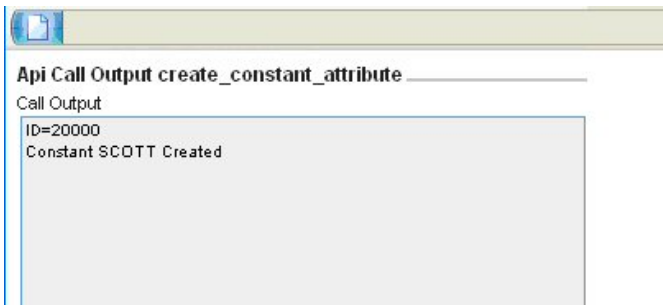 Api Call Output create_constant_attribute
Call Output
ID=20000
Constant SCOTT Created